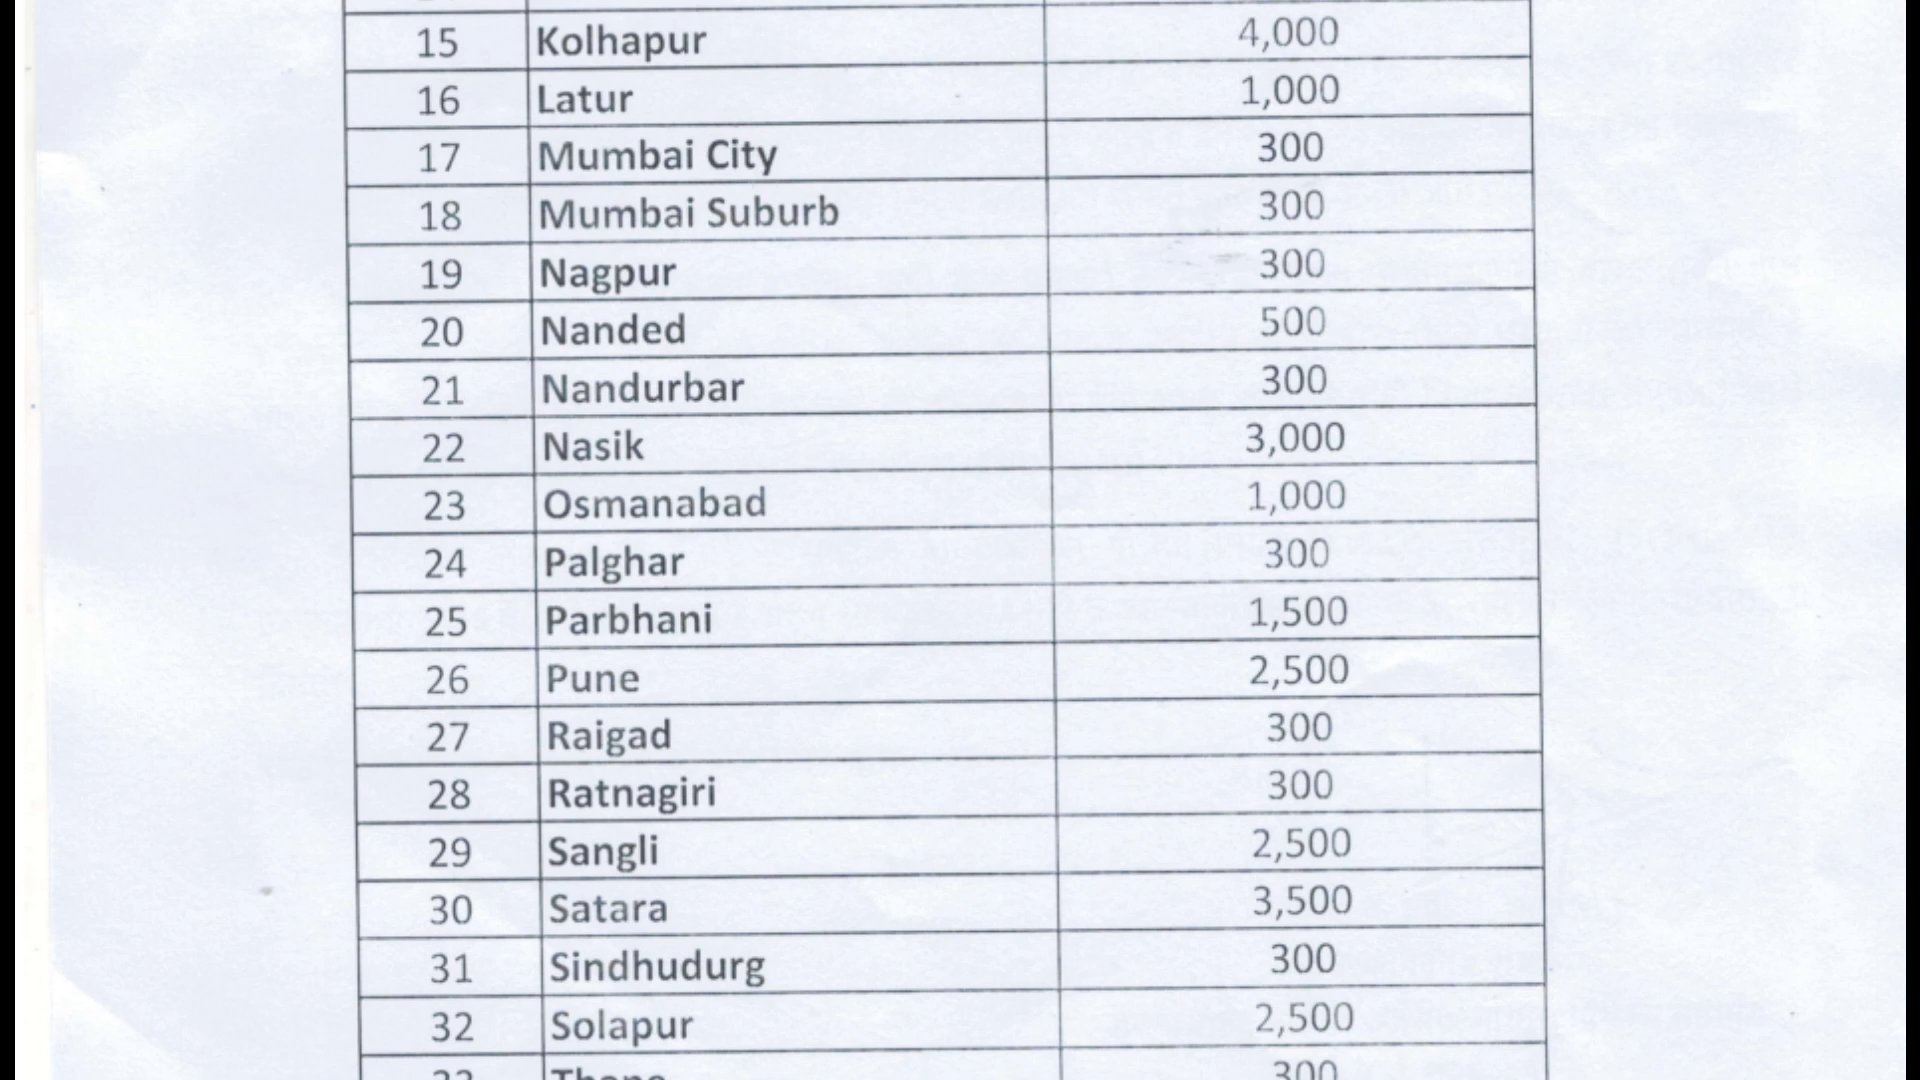 15 Kolhapur 4,000
16 Latur 1,000
17 Mumbai City 300
18 Mumbai Suburb 300
19 Nagpur 300
20 Nanded 500
21 Nandurbar 300
22 Nasik 3,000
23 Osmanabad 1,000
24 Palghar 300
25 Parbhani 1,500
26 Pune 2,500
27 Raigad 300
28 Ratnagiri 300
29 Sangli 2,500
30 Satara 3,500
31 Sindhudurg 300
32 Solapur 2,500
33 Thane 300